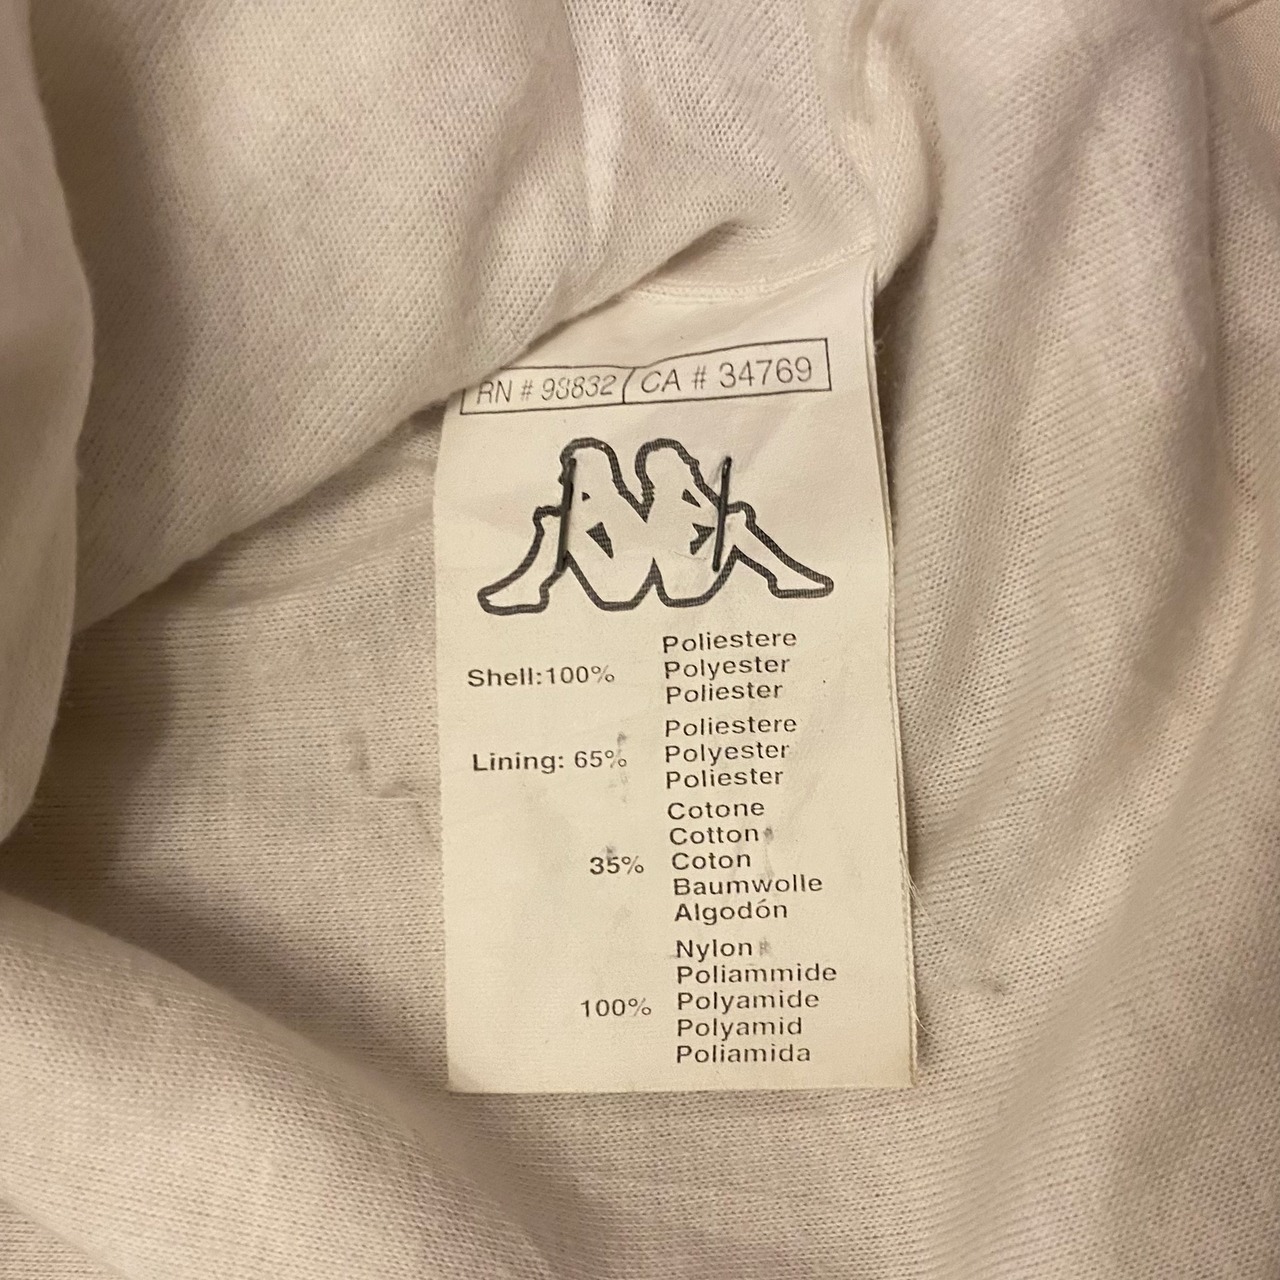 RN # 93832 / CA # 34769
Poliestere
Shell:100% Polyester
Poliester
Poliestere
Lining: 65% Polyester
Poliester
Cotone
Cotton
35% Coton
Baumwolle
Algodón
Nylon
Poliammide
100% Polyamide
Polyamid
Poliamida